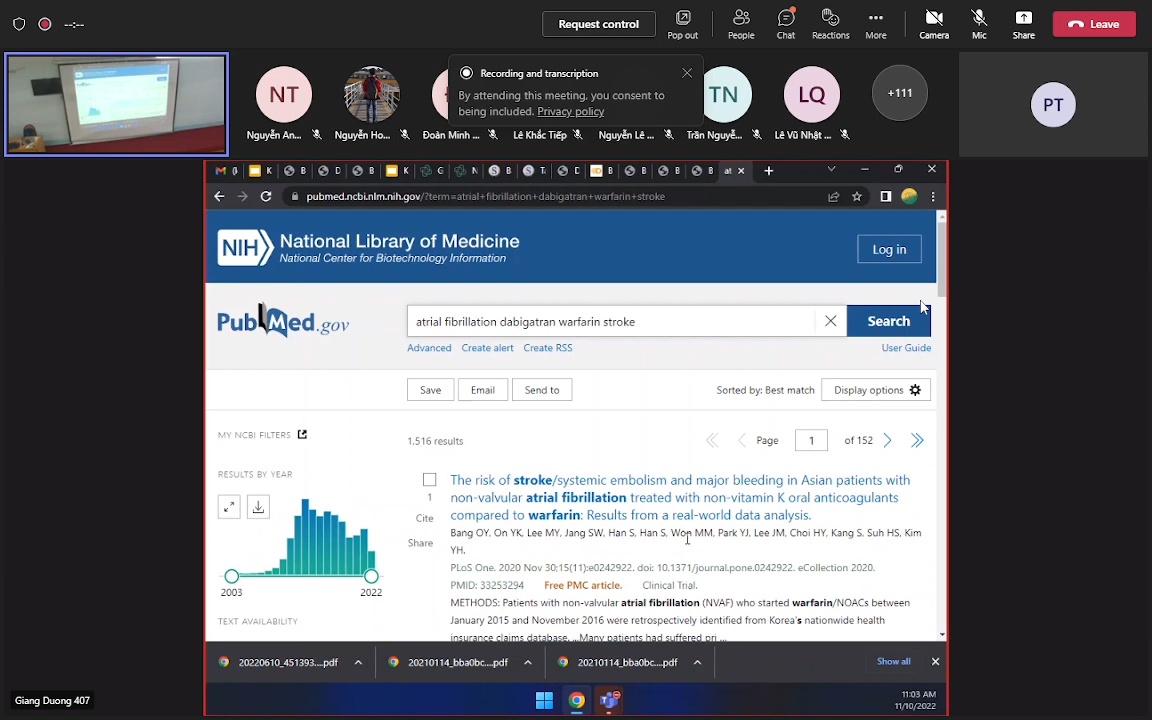 --:--
Request control
Pop out
People
Chat
Reactions
More
Camera
Mic
Share
Leave
Recording and transcription
By attending this meeting, you consent to
being included. Privacy policy
NT
TN
LQ
+111
PT
Nguyễn An...
Nguyễn Ho...
Đoàn Minh ...
Lê Khắc Tiệp
Nguyễn Lê ...
Trần Nguyễ...
Lê Vũ Nhật ...
pubmed.ncbi.nlm.nih.gov/?term=atrial+fibrillation+dabigatran+warfarin+stroke
NIH National Library of Medicine
National Center for Biotechnology Information
Log in
PubMed.gov
atrial fibrillation dabigatran warfarin stroke
Search
Advanced Create alert Create RSS
User Guide
Save
Email
Send to
Sorted by: Best match
Display options
MY NCBI FILTERS
1,516 results
Page 1 of 152
RESULTS BY YEAR
2003
2022
TEXT AVAILABILITY
1
Cite
Share
The risk of stroke/systemic embolism and major bleeding in Asian patients with
non-valvular atrial fibrillation treated with non-vitamin K oral anticoagulants
compared to warfarin: Results from a real-world data analysis.
Bang OY, On YK, Lee MY, Jang SW, Han S, Han S, Won MM, Park YJ, Lee JM, Choi HY, Kang S, Suh HS, Kim
YH.
PLoS One. 2020 Nov 30;15(11):e0242922. doi: 10.1371/journal.pone.0242922. eCollection 2020.
PMID: 33253294 Free PMC article. Clinical Trial.
METHODS: Patients with non-valvular atrial fibrillation (NVAF) who started warfarin/NOACs between
January 2015 and November 2016 were retrospectively identified from Korea's nationwide health
insurance claims database. ...Many patients had suffered pri ...
20220610_451393....pdf
20210114_bba0bc....pdf
20210114_bba0bc....pdf
Show all
11:03 AM
11/10/2022
Giang Duong 407